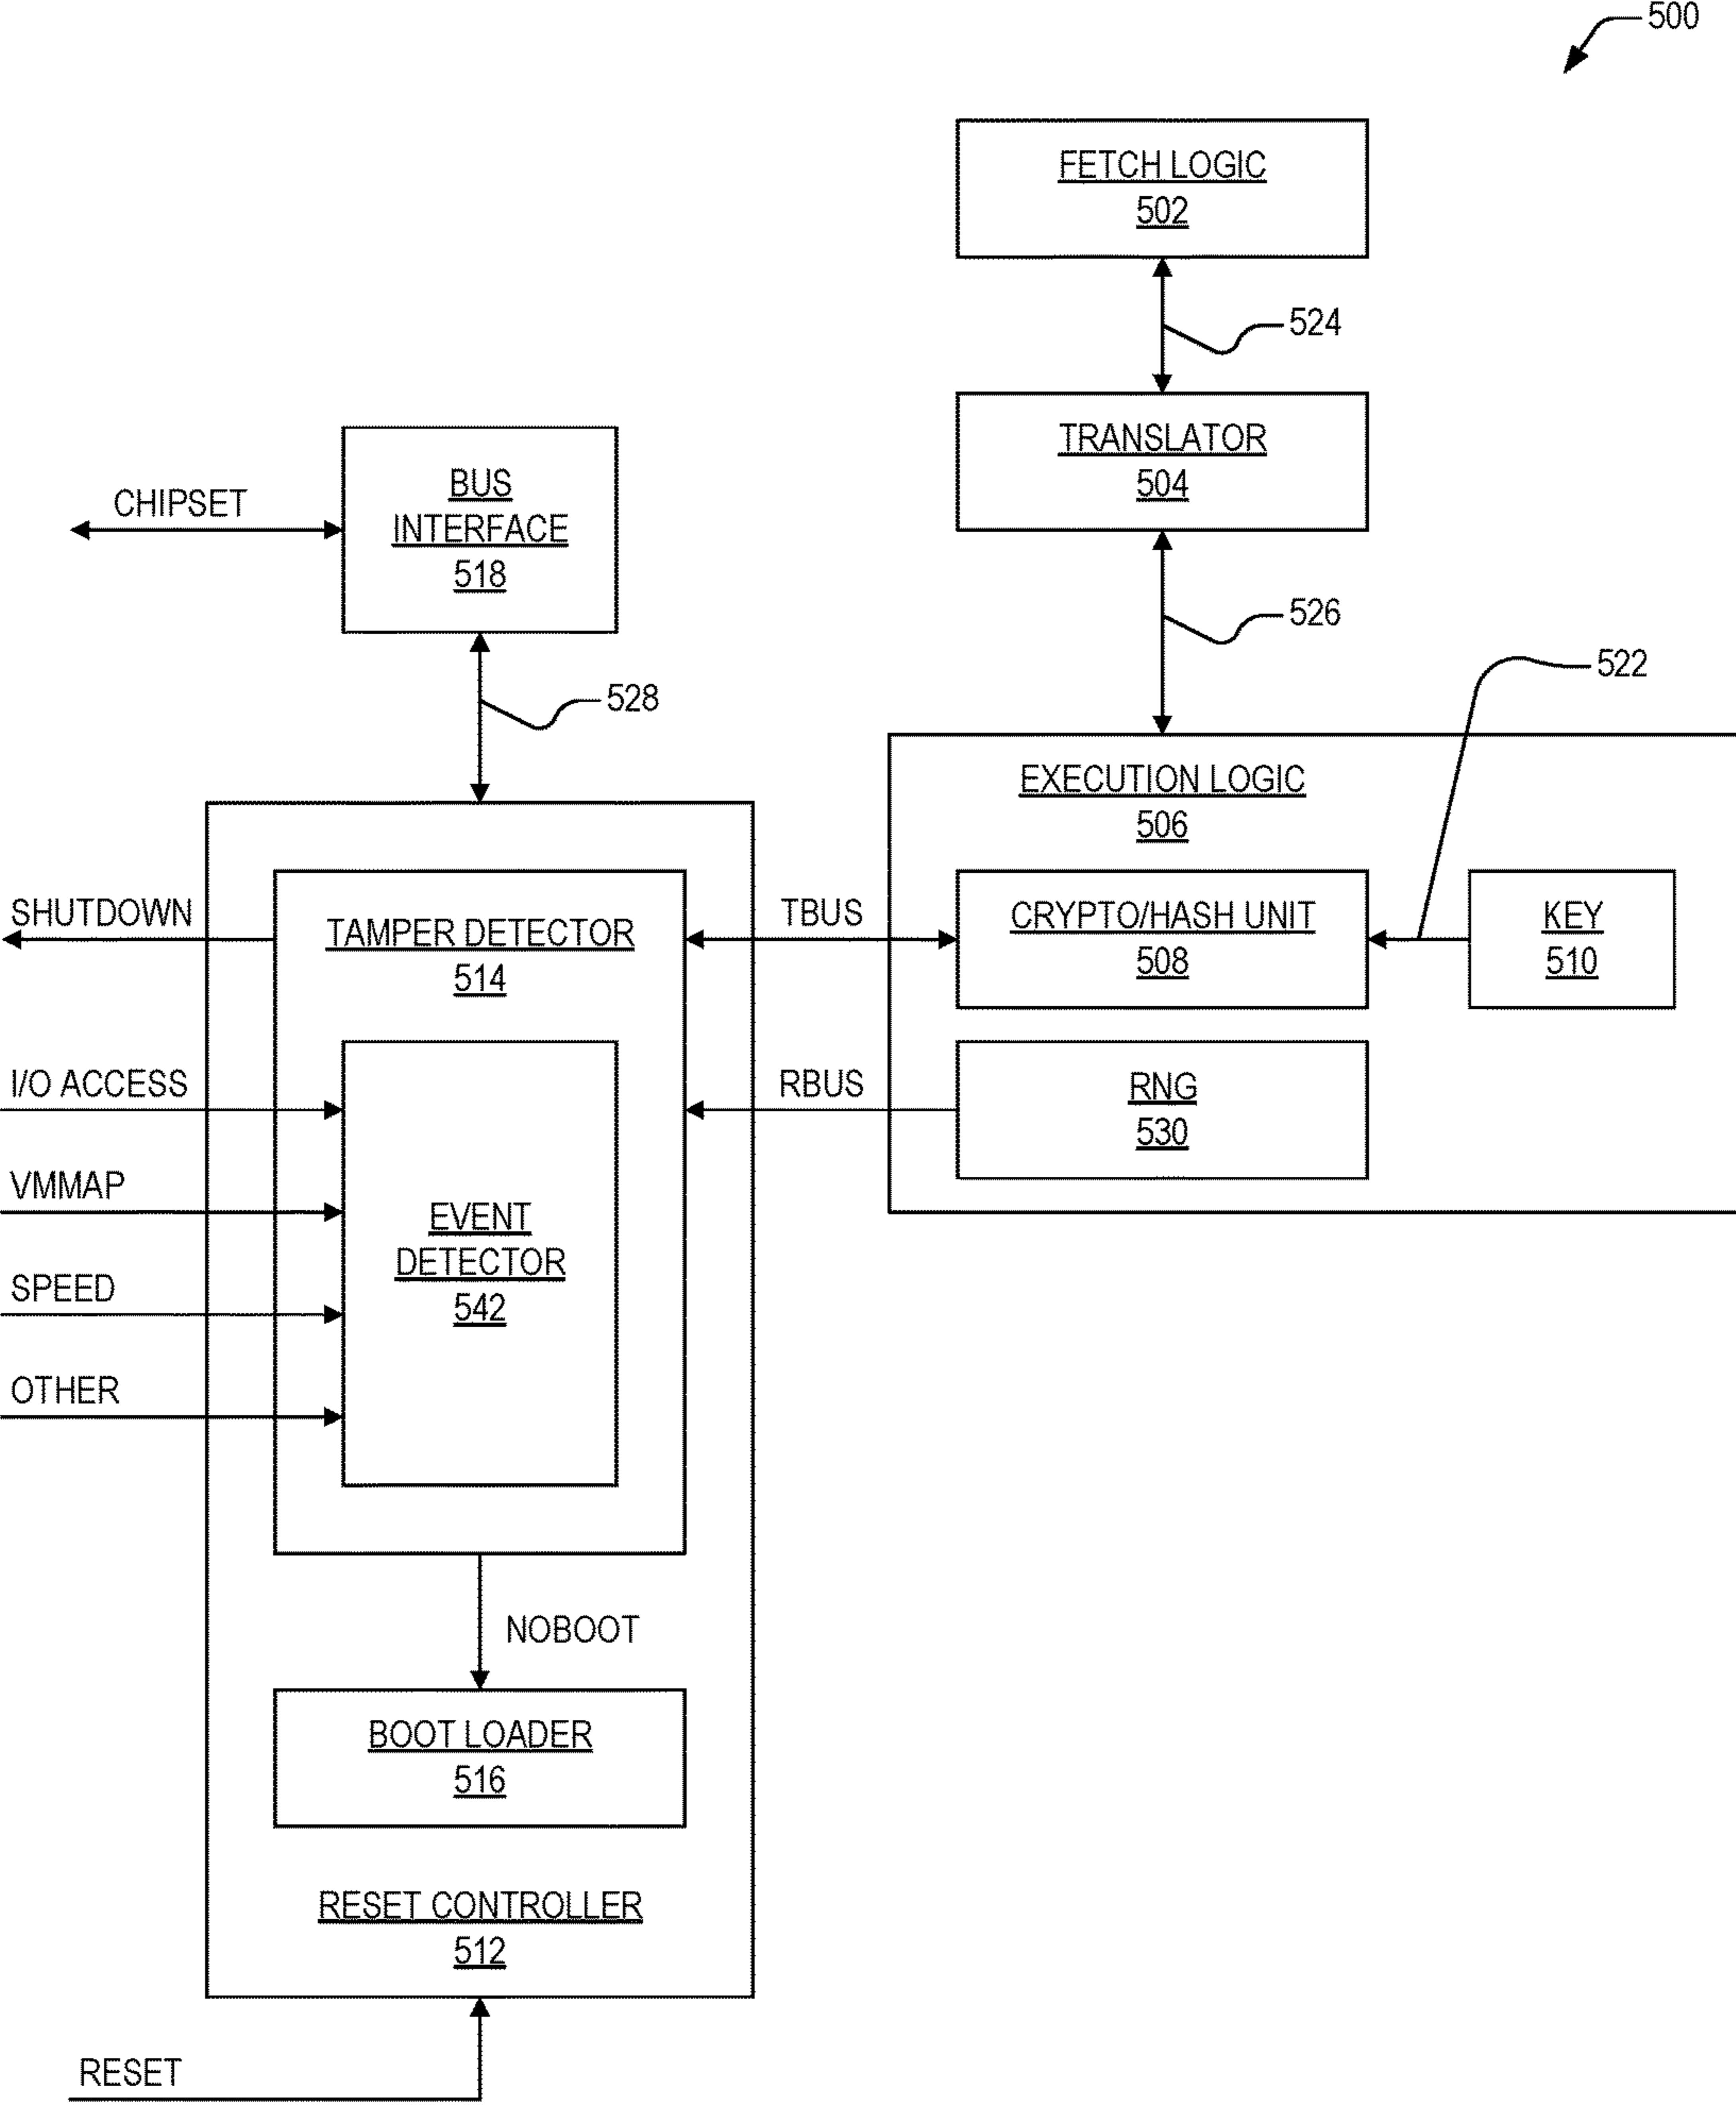 500
FETCH LOGIC
502
524
TRANSLATOR
504
BUS
INTERFACE
518
CHIPSET
526
522
528
EXECUTION LOGIC
506
SHUTDOWN
TAMPER DETECTOR
514
TBUS
CRYPTO/HASH UNIT
508
KEY
510
I/O ACCESS
RBUS
RNG
530
VMMAP
EVENT
DETECTOR
542
SPEED
OTHER
NOBOOT
BOOT LOADER
516
RESET CONTROLLER
512
RESET